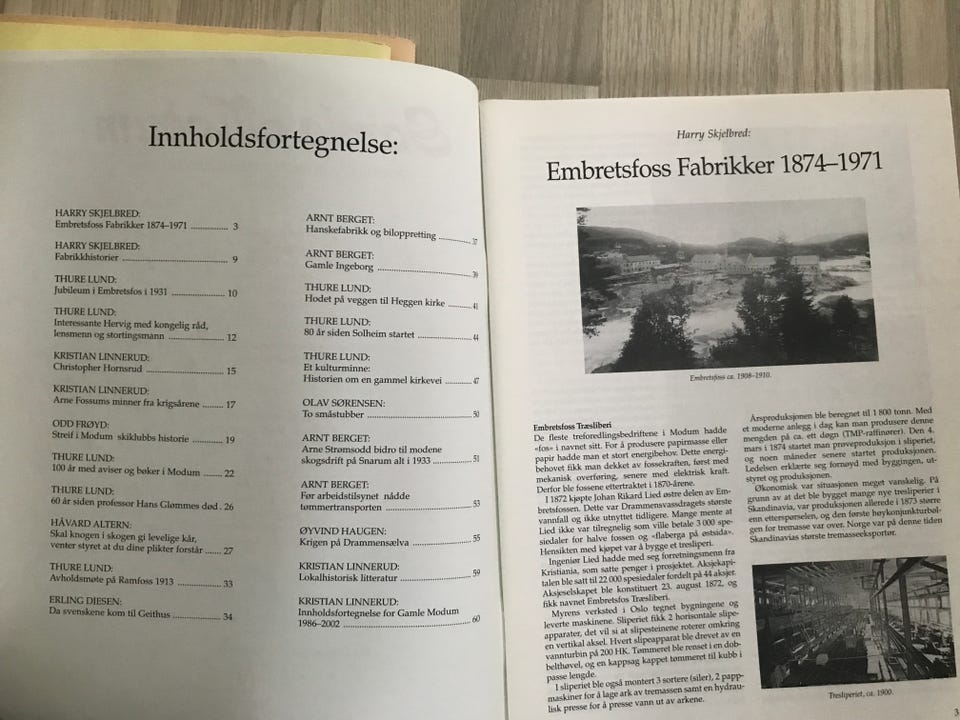 Innholdsfortegnelse:
HARRY SKJELBRED:
Embretsfoss Fabrikker 1874–1971 .............. 3
HARRY SKJELBRED:
Fabrikkhistorier ........................................ 9
THURE LUND:
Jubileum i Embretsfos i 1931 .................... 10
THURE LUND:
Interessante Hervig med kongelig råd,
lensmenn og stortingsmann ..................... 12
KRISTIAN LINNERUD:
Christopher Hornsrud ............................. 15
KRISTIAN LINNERUD:
Arne Fossums minner fra krigsårene ........ 17
ODD FRØYD:
Streif i Modum skiklubbs historie ............ 19
THURE LUND:
100 år med aviser og bøker i Modum ....... 22
THURE LUND:
60 år siden professor Hans Glømmes død . 26
HÅVARD ALTERN:
Skal knogen i skogen gi levelige kår,
venter styret at du dine plikter forstår ....... 27
THURE LUND:
Avholdsmøte på Ramfoss 1913 ................. 33
ERLING DIESEN:
Da svenskene kom til Geithus ................... 34
ARNT BERGET:
Hanskefabrikk og biloppretting ............ 37
ARNT BERGET:
Gamle Ingeborg ................................... 39
THURE LUND:
Hodet på veggen til Heggen kirke ........ 41
THURE LUND:
80 år siden Solheim startet .................. 44
THURE LUND:
Et kulturminne:
Historien om en gammel kirkevei ........ 47
OLAV SØRENSEN:
To småstubber ..................................... 50
ARNT BERGET:
Arne Strømsodd bidro til modene
skogsdrift på Snarum alt i 1933 ............ 51
ARNT BERGET:
Før arbeidstilsynet nådde
tømmertransporten .............................. 53
ØYVIND HAUGEN:
Krigen på Drammensælva .................... 55
KRISTIAN LINNERUD:
Lokalhistorisk litteratur ....................... 59
KRISTIAN LINNERUD:
Innholdsfortegnelse for Gamle Modum
1986–2002 ............................................ 60
Harry Skjelbred:
Embretsfoss Fabrikker 1874–1971
Embretsfoss ca. 1908–1910.
Embretsfoss Træsliberi
De fleste treforedlingsbedriftene i Modum hadde
«fos» i navnet sitt. For å produsere papirmasse eller
papir hadde man et stort energibehov. Dette energi-
behovet fikk man dekket av fossekraften, først med
mekanisk overføring, senere med elektrisk kraft.
Derfor ble fossene ettertraktet i 1870-årene.
I 1872 kjøpte Johan Rikard Lied østre delen av Em-
bretsfossen. Dette var Drammensvassdragets største
vannfall og ikke utnyttet tidligere. Mange mente at
Lied ikke var tilregnelig som ville betale 3 000 spe-
siedaler for halve fossen og «flaberga på østsida».
Hensikten med kjøpet var å bygge et tresliperi.
Ingeniør Lied hadde med seg forretningsmenn fra
Kristiania, som satte penger i prosjektet. Aksjekapi-
talen ble satt til 22 000 spesiedaler fordelt på 44 aksjer.
Aksjeselskapet ble konstituert 23. august 1872, og
fikk navnet Embretsfos Træsliberi.
Myrens verksted i Oslo tegnet bygningene og
leverte maskinene. Sliperiet fikk 2 horisontale slipe-
apparater, det vil si at slipesteinene roterer omkring
en vertikal aksel. Hvert slipeapparat ble drevet av en
vannturbin på 200 HK. Tømmeret ble renset i en dob-
belthøvel, og en kappsag kappet tømmeret til kubb i
passe lengde.
I sliperiet ble også montert 3 sortere (siler), 2 papp-
maskiner for å lage ark av tremassen samt en hydrau-
lisk presse for å presse vann ut av arkene.
Årsproduksjonen ble beregnet til 1 800 tonn. Med
et moderne anlegg i dag kan man produsere denne
mengden på ca. ett døgn (TMP-raffinører). Den 4.
mars i 1874 startet man prøveproduksjon i sliperiet,
og noen måneder senere startet produksjonen.
Ledelsen erklærte seg fornøyd med byggingen, ut-
styret og produksjonen.
Økonomisk var situasjonen meget vanskelig. På
grunn av at det ble bygget mange nye tresliperier i
Skandinavia, var produksjonen allerede i 1873 større
enn etterspørselen, og den første høykonjunkturbøl-
gen for tremasse var over. Norge var på denne tiden
Skandinavias største tremasseeksportør.
Tresliperiet, ca. 1900.
3